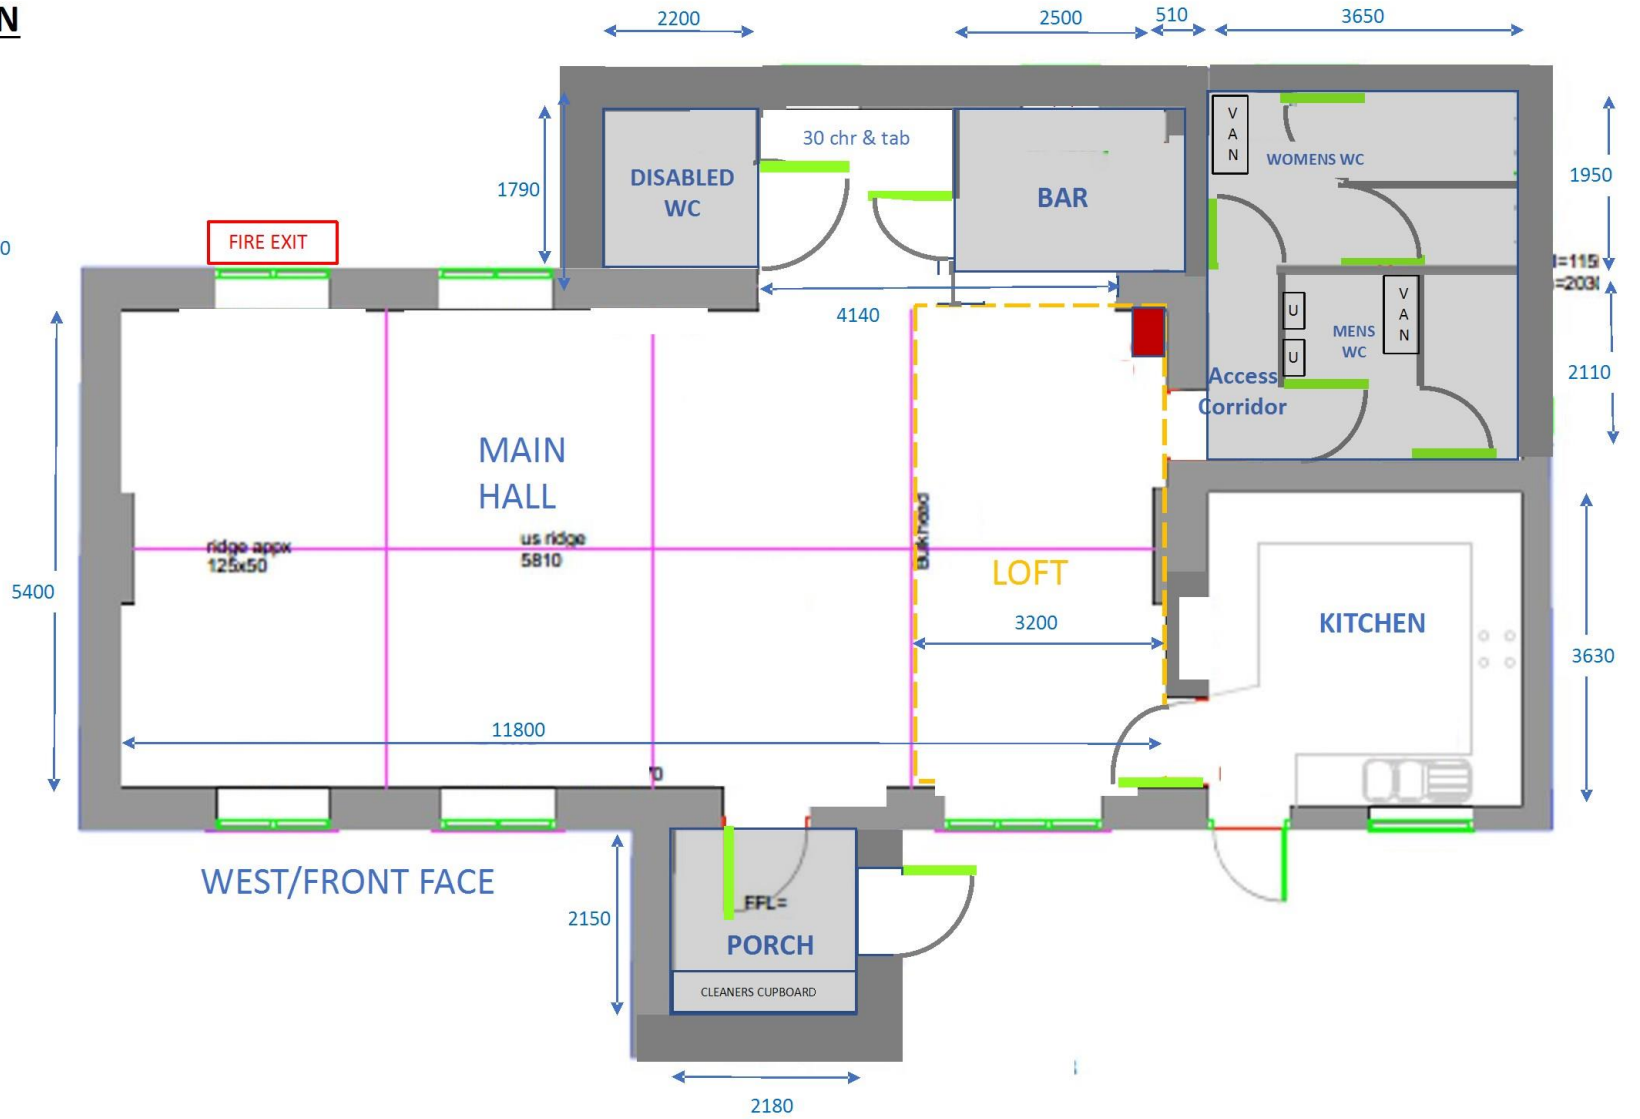 N
2200
2500
510
3650
30 chr & tab
V
A
N
WOMENS WC
DISABLED
WC
BAR
1790
1950
FIRE EXIT
0
4140
U
U
V
A
N
MENS
WC
Access
Corridor
2110
MAIN
HALL
ridge appx
125x50
us ridge
5810
Bulkhead
LOFT
3200
KITCHEN
5400
3630
11800
WEST/FRONT FACE
EFL=
PORCH
CLEANERS CUPBOARD
2150
2180